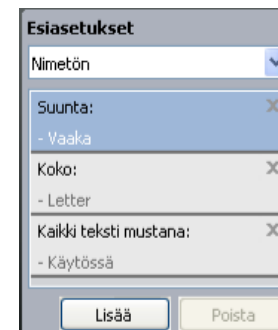 Esiasetukset
Nimetön
Suunta:
- Vaaka
Koko:
- Letter
Kaikki teksti mustana:
- Käytössä
Lisää
Poista